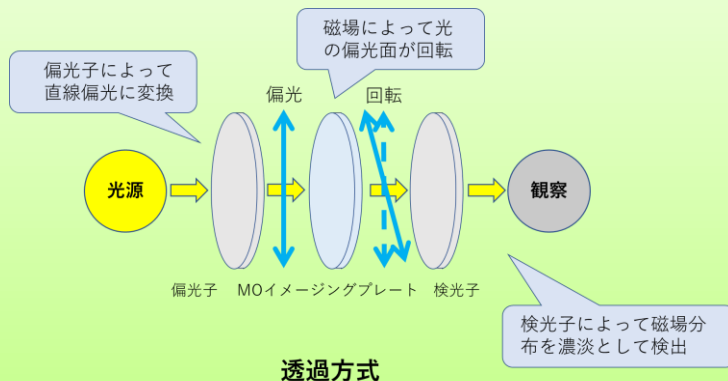 磁場によって光
の偏光面が回転
偏光子によって
直線偏光に変換
偏光
回転
光源
観察
偏光子
MOイメージングプレート
検光子
検光子によって磁場分
布を濃淡として検出
透過方式